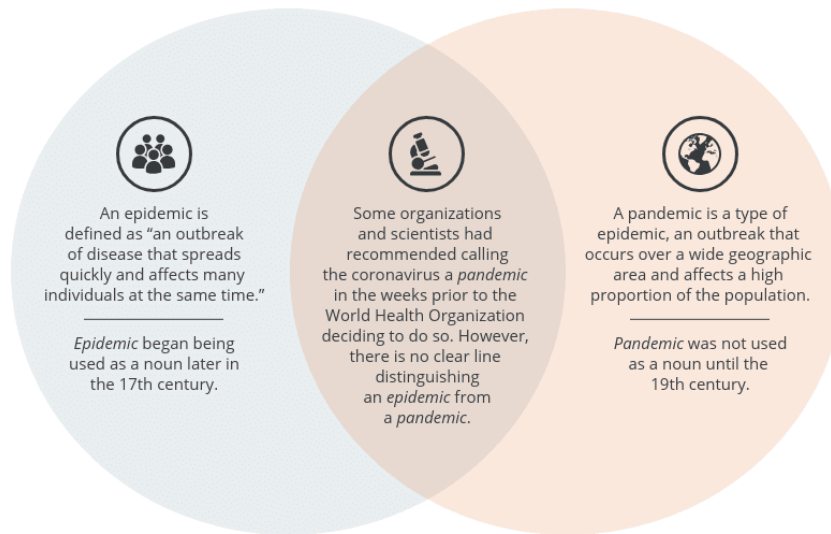 An epidemic is
defined as “an outbreak
of disease that spreads
quickly and affects many
individuals at the same time.”
Epidemic began being
used as a noun later in
the 17th century.
Some organizations
and scientists had
recommended calling
the coronavirus a pandemic
in the weeks prior to the
World Health Organization
deciding to do so. However,
there is no clear line
distinguishing
an epidemic from
a pandemic.
A pandemic is a type of
epidemic, an outbreak that
occurs over a wide geographic
area and affects a high
proportion of the population.
Pandemic was not used
as a noun until the
19th century.